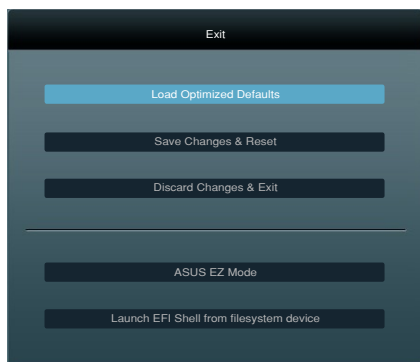 Exit
Load Optimized Defaults
Save Changes & Reset
Discard Changes & Exit
ASUS EZ Mode
Launch EFI Shell from filesystem device